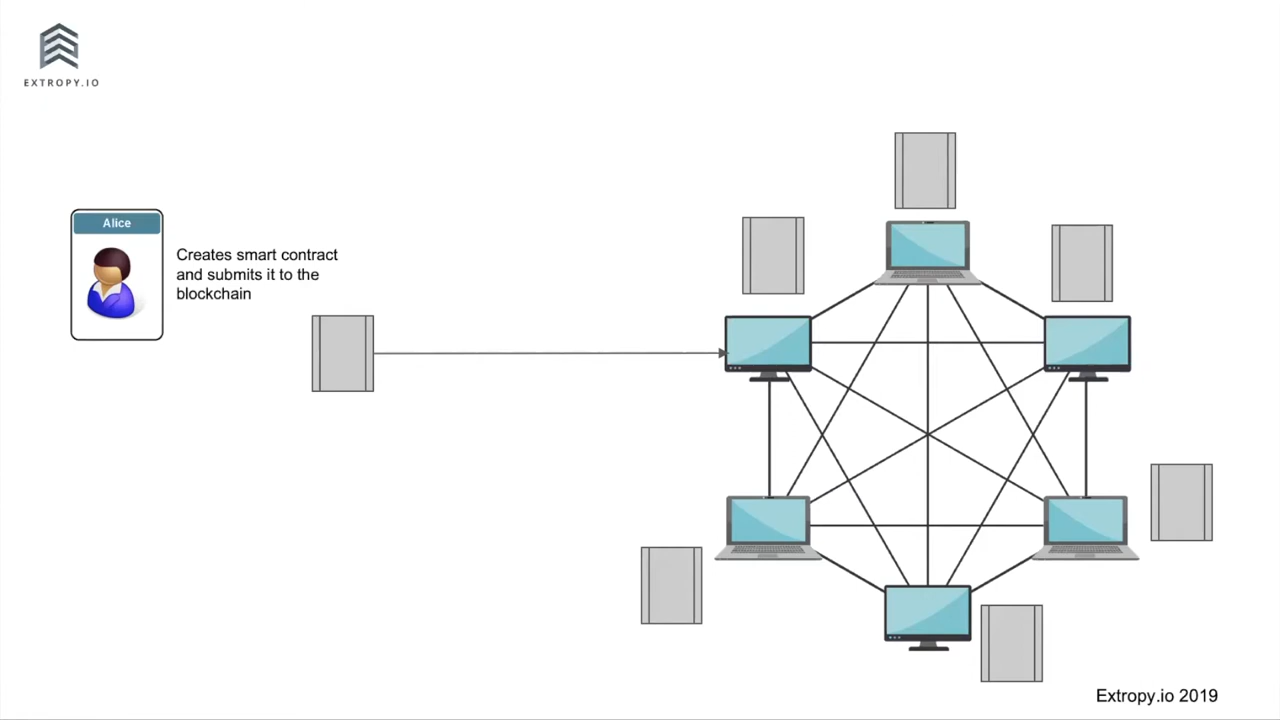 EXTROPY.IO
Alice
Creates smart contract
and submits it to the
blockchain
Extropy.io 2019